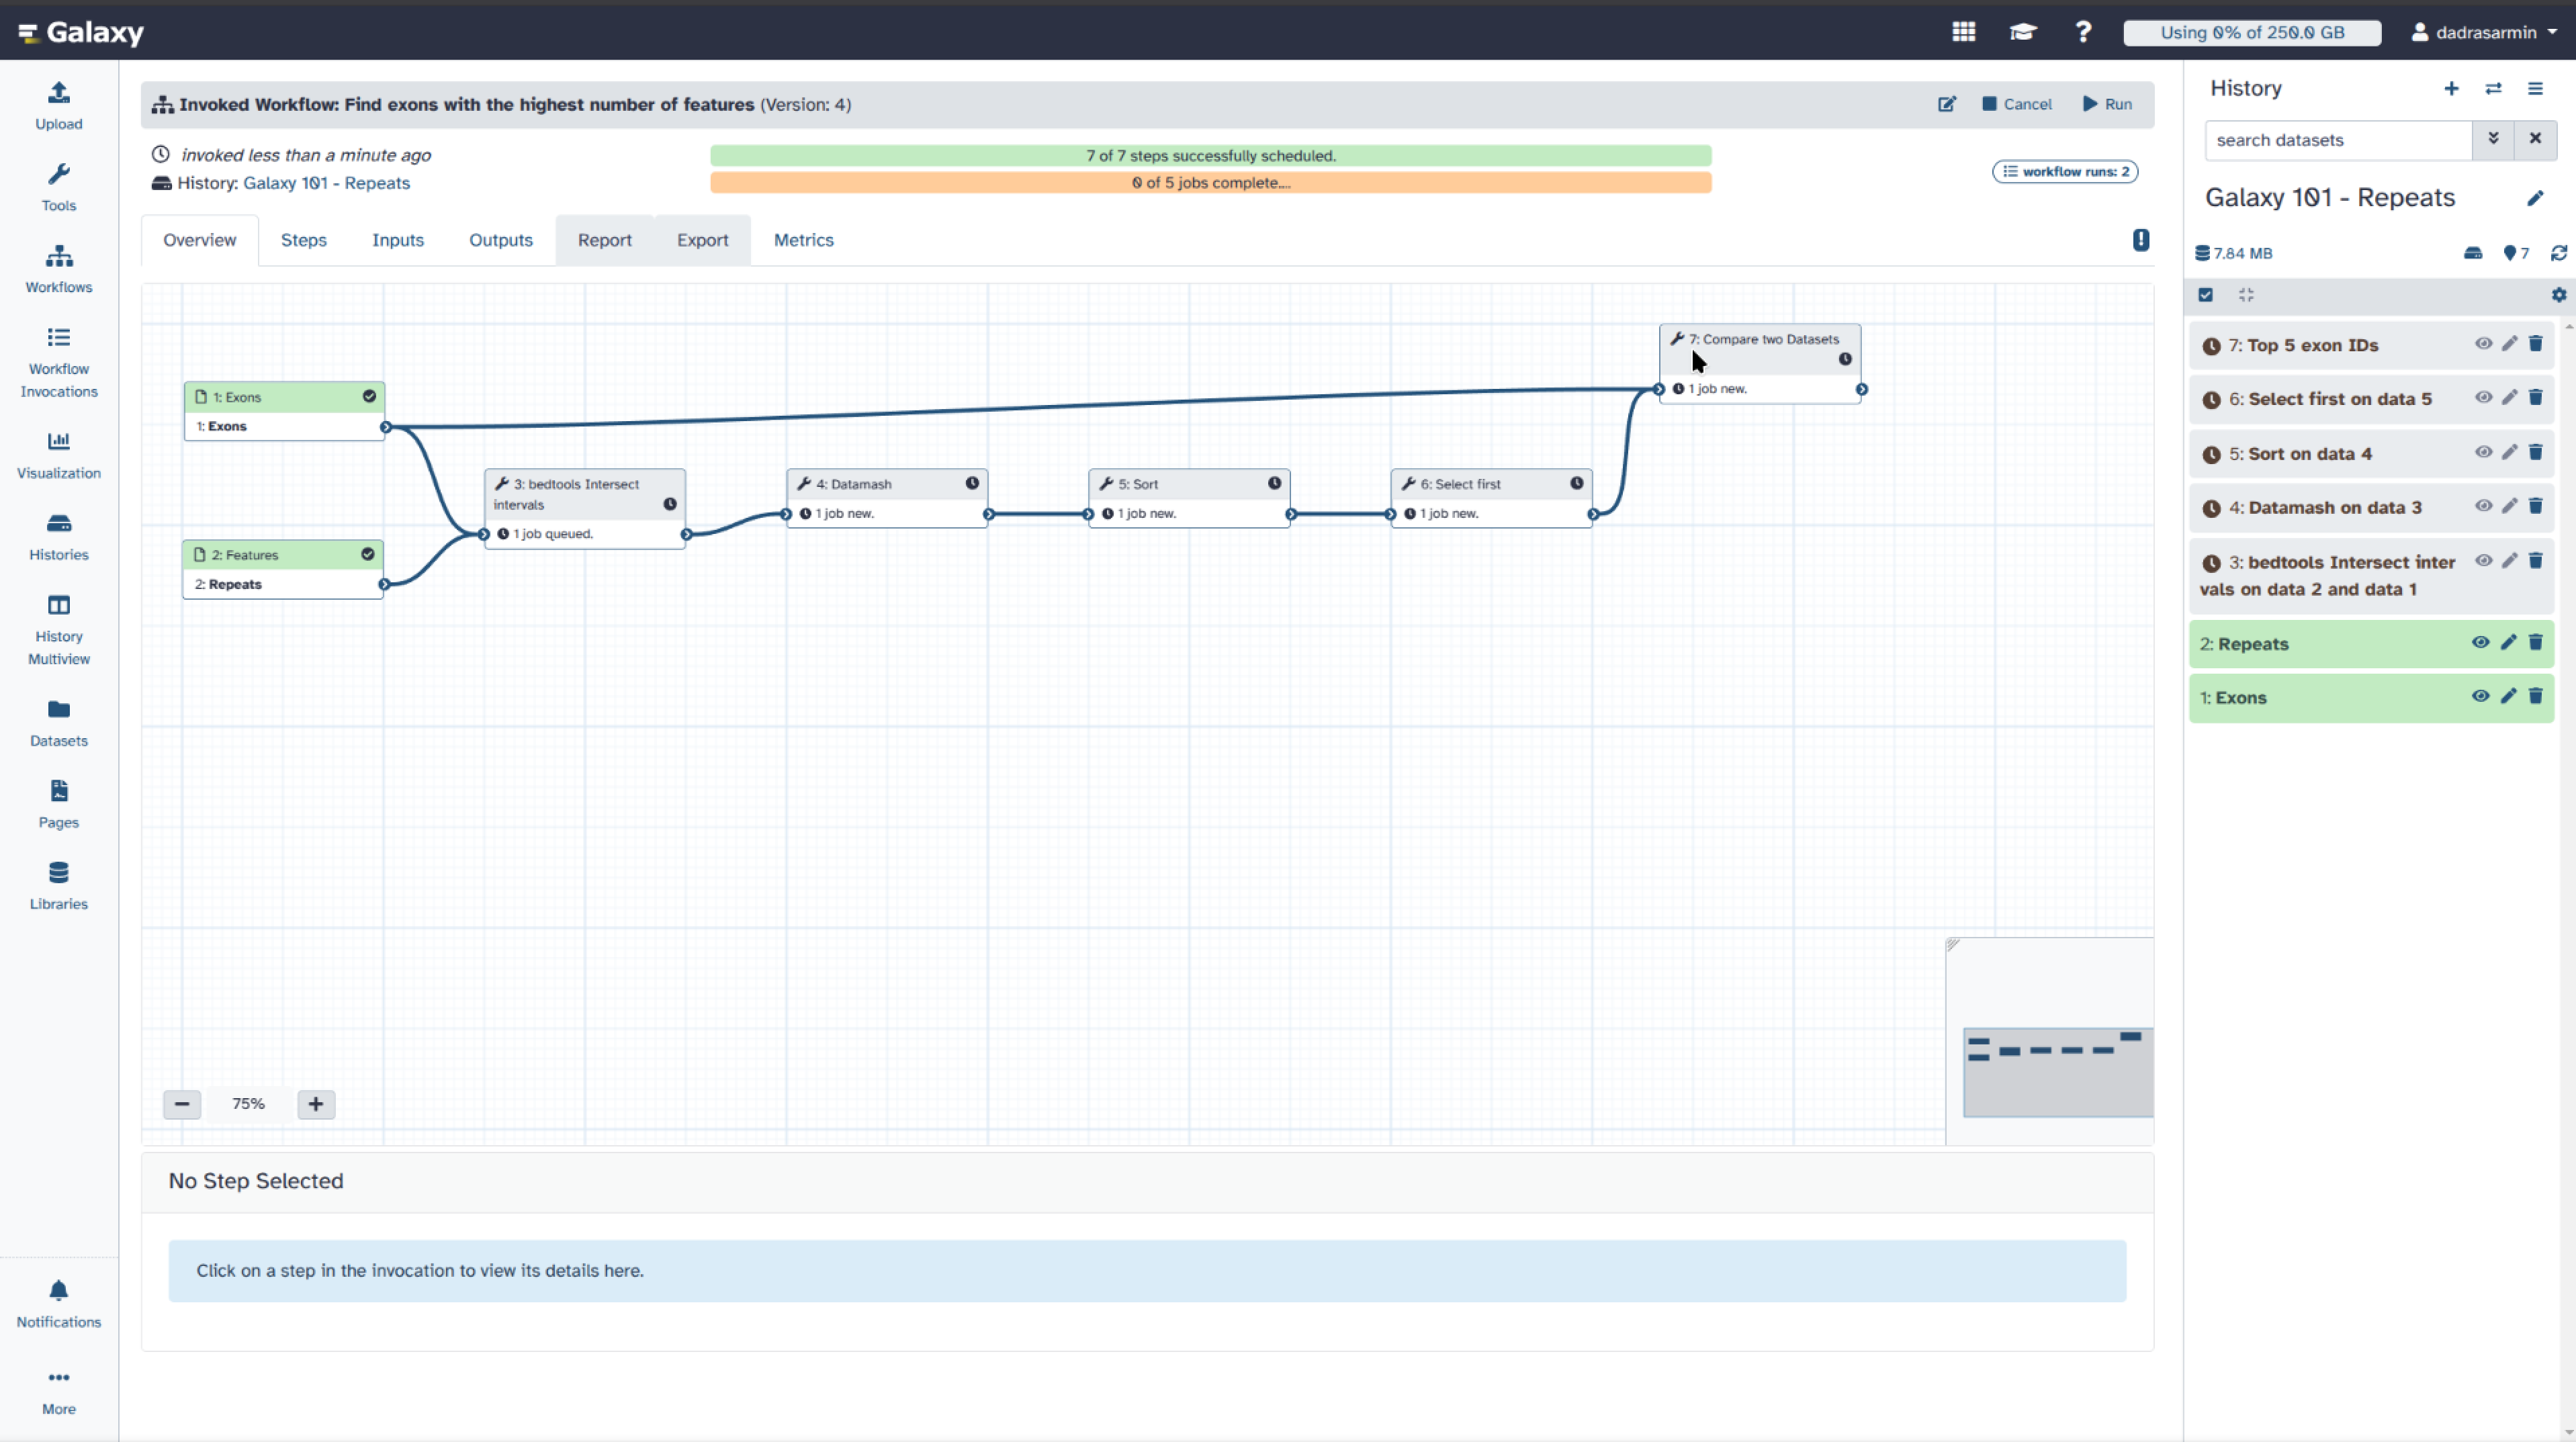 Galaxy
Using 0% of 250.0 GB
dadrasarmin
Upload
Tools
Workflows
Workflow
Invocations
Visualization
Histories
History
Multiview
Datasets
Pages
Libraries
Notifications
More
Invoked Workflow: Find exons with the highest number of features (Version: 4)
Cancel
Run
invoked less than a minute ago
History: Galaxy 101 - Repeats
7 of 7 steps successfully scheduled.
0 of 5 jobs complete....
workflow runs: 2
Overview
Steps
Inputs
Outputs
Report
Export
Metrics
1: Exons
1: Exons
2: Features
2: Repeats
3: bedtools Intersect
intervals
1 job queued.
4: Datamash
1 job new.
5: Sort
1 job new.
6: Select first
1 job new.
7: Compare two Datasets
1 job new.
75%
No Step Selected
Click on a step in the invocation to view its details here.
History
search datasets
Galaxy 101 - Repeats
7.84 MB
7
7: Top 5 exon IDs
6: Select first on data 5
5: Sort on data 4
4: Datamash on data 3
3: bedtools Intersect inter
vals on data 2 and data 1
2: Repeats
1: Exons